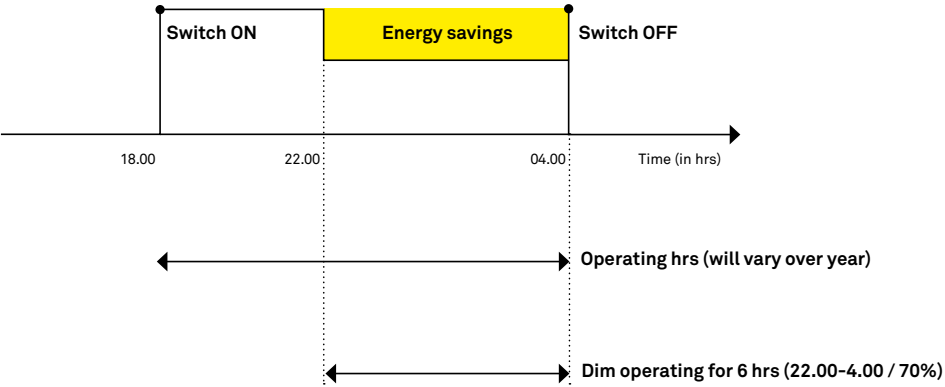 Switch ON
Energy savings
Switch OFF
18.00
22.00
04.00
Time (in hrs)
Operating hrs (will vary over year)
Dim operating for 6 hrs (22.00-4.00 / 70%)